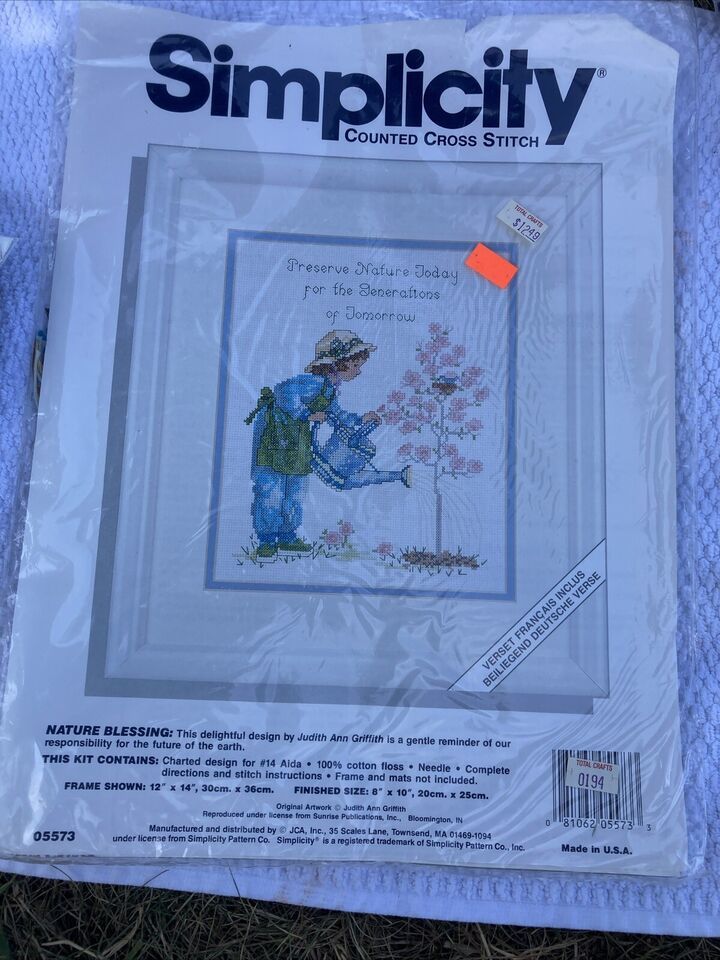 Simplicity®
COUNTED CROSS STITCH
TOTAL CRAFTS
$12.49
Preserve Nature Today
for the Generations
of Tomorrow
VERSET FRANÇAIS INCLUS
BEILIEGEND DEUTSCHE VERSE
NATURE BLESSING: This delightful design by Judith Ann Griffith is a gentle reminder of our
responsibility for the future of the earth.
THIS KIT CONTAINS: Charted design for #14 Aida • 100% cotton floss • Needle • Complete
directions and stitch instructions • Frame and mats not included.
FRAME SHOWN: 12" x 14", 30cm. x 36cm. FINISHED SIZE: 8" x 10", 20cm. x 25cm.
Original Artwork © Judith Ann Griffith
Reproduced under license from Sunrise Publications, Inc., Bloomington, IN
05573
Manufactured and distributed by © JCA, Inc., 35 Scales Lane, Townsend, MA 01469-1094
under license from Simplicity Pattern Co. Simplicity® is a registered trademark of Simplicity Pattern Co., Inc.
TOTAL CRAFTS
0194
0 81062 05573 3
Made in U.S.A.